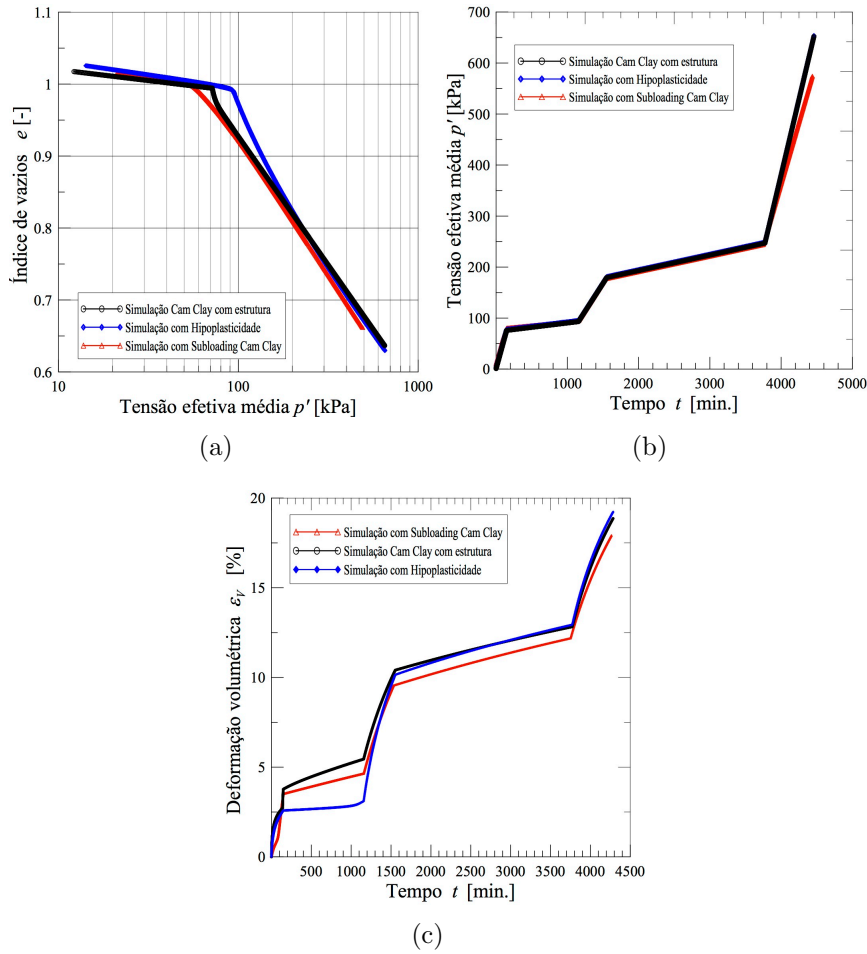 1.1
1
0.9
0.8
0.7
0.6
Índice de vazios e [-]
Simulação Cam Clay com estrutura
Simulação com Hipoplasticidade
Simulação com Subloading Cam Clay
10
100
1000
Tensão efetiva média p' [kPa]
(a)
700
600
500
400
300
200
100
0
Tensão efetiva média p' [kPa]
Simulação Cam Clay com estrutura
Simulação com Hipoplasticidade
Simulação com Subloading Cam Clay
1000
2000
3000
4000
5000
Tempo t [min.]
(b)
20
15
10
5
0
Deformação volumétrica εV [%]
Simulação com Subloading Cam Clay
Simulação Cam Clay com estrutura
Simulação com Hipoplasticidade
500
1000
1500
2000
2500
3000
3500
4000
4500
Tempo t [min.]
(c)